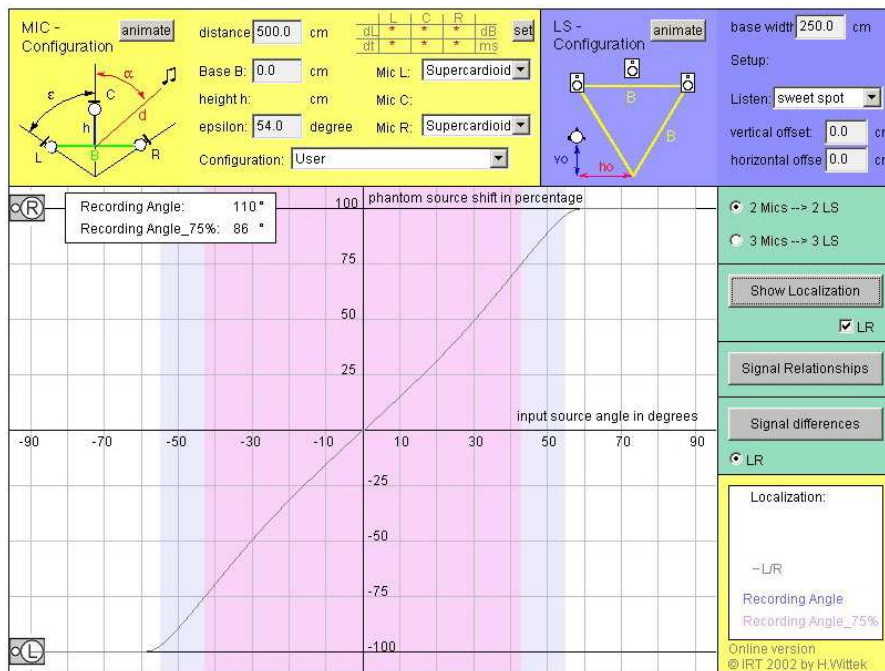 MIC -
Configuration
animate
distance 500.0 cm
L C R
dL * * * dB
dt * * * ms
set
Base B: 0.0 cm
Mic L: Supercardioid
height h: cm
Mic C:
epsilon: 54.0 degree
Mic R: Supercardioid
Configuration: User
ε
α
C
d
h
L
B
R
LS -
Configuration
animate
base width 250.0 cm
Setup:
Listen: sweet spot
vertical offset: 0.0 cr
horizontal offse 0.0 cr
B
B
vo
ho
R
Recording Angle: 110 °
Recording Angle_75%: 86 °
100 phantom source shift in percentage
75
50
25
input source angle in degrees
-90 -70 -50 -30 -10 10 30 50 70 90
-25
-50
-75
-100
L
2 Mics --> 2 LS
3 Mics --> 3 LS
Show Localization
LR
Signal Relationships
Signal differences
LR
Localization:
– L/R
Recording Angle
Recording Angle_75%
Online version
© IRT 2002 by H.Wittek